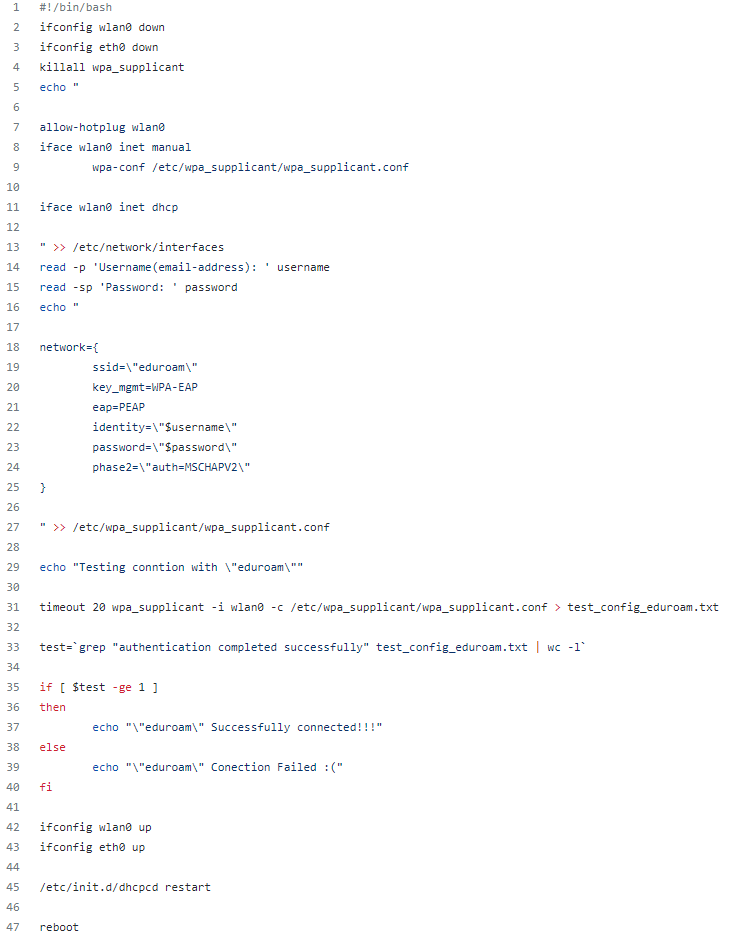 1 #!/bin/bash
2 ifconfig wlan0 down
3 ifconfig eth0 down
4 killall wpa_supplicant
5 echo "
6
7 allow-hotplug wlan0
8 iface wlan0 inet manual
9         wpa-conf /etc/wpa_supplicant/wpa_supplicant.conf
10
11 iface wlan0 inet dhcp
12
13 " >> /etc/network/interfaces
14 read -p 'Username(email-address): ' username
15 read -sp 'Password: ' password
16 echo "
17
18 network={
19         ssid=\"eduroam\"
20         key_mgmt=WPA-EAP
21         eap=PEAP
22         identity=\"$username\"
23         password=\"$password\"
24         phase2=\"auth=MSCHAPV2\"
25 }
26
27 " >> /etc/wpa_supplicant/wpa_supplicant.conf
28
29 echo "Testing conntion with \"eduroam\""
30
31 timeout 20 wpa_supplicant -i wlan0 -c /etc/wpa_supplicant/wpa_supplicant.conf > test_config_eduroam.txt
32
33 test=`grep "authentication completed successfully" test_config_eduroam.txt | wc -l`
34
35 if [ $test -ge 1 ]
36 then
37         echo "\"eduroam\" Successfully connected!!!"
38 else
39         echo "\"eduroam\" Conection Failed :("
40 fi
41
42 ifconfig wlan0 up
43 ifconfig eth0 up
44
45 /etc/init.d/dhcpcd restart
46
47 reboot